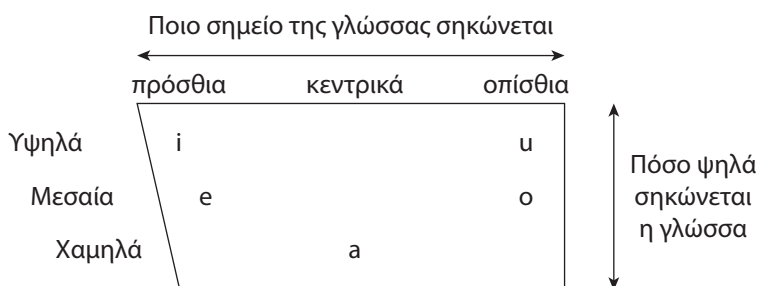 Ποιο σημείο της γλώσσας σηκώνεται
πρόσθια κεντρικά οπίσθια
Υψηλά i u
Μεσαία e o
Χαμηλά a
Πόσο ψηλά
σηκώνεται
η γλώσσα